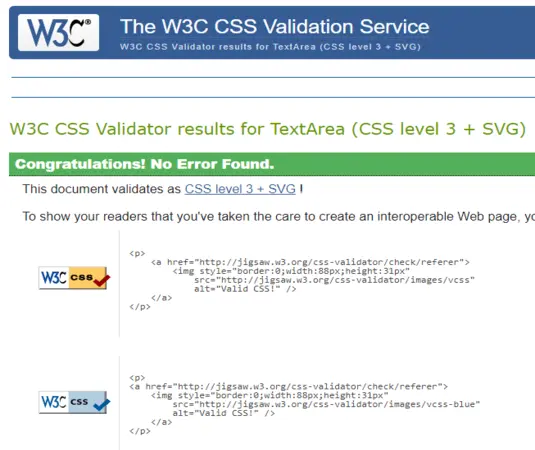 W3C®
The W3C CSS Validation Service
W3C CSS Validator results for TextArea (CSS level 3 + SVG)
W3C CSS Validator results for TextArea (CSS level 3 + SVG)
Congratulations! No Error Found.
This document validates as CSS level 3 + SVG !
To show your readers that you've taken the care to create an interoperable Web page,
W3C css
<p>
<a href="http://jigsaw.w3.org/css-validator/check/referer">
<img style="border:0;width:88px;height:31px"
src="http://jigsaw.w3.org/css-validator/images/vcss"
alt="Valid CSS!" />
</a>
</p>
W3C css
<p>
<a href="http://jigsaw.w3.org/css-validator/check/referer">
<img style="border:0;width:88px;height:31px"
src="http://jigsaw.w3.org/css-validator/images/vcss-blue"
alt="Valid CSS!" />
</a>
</p>